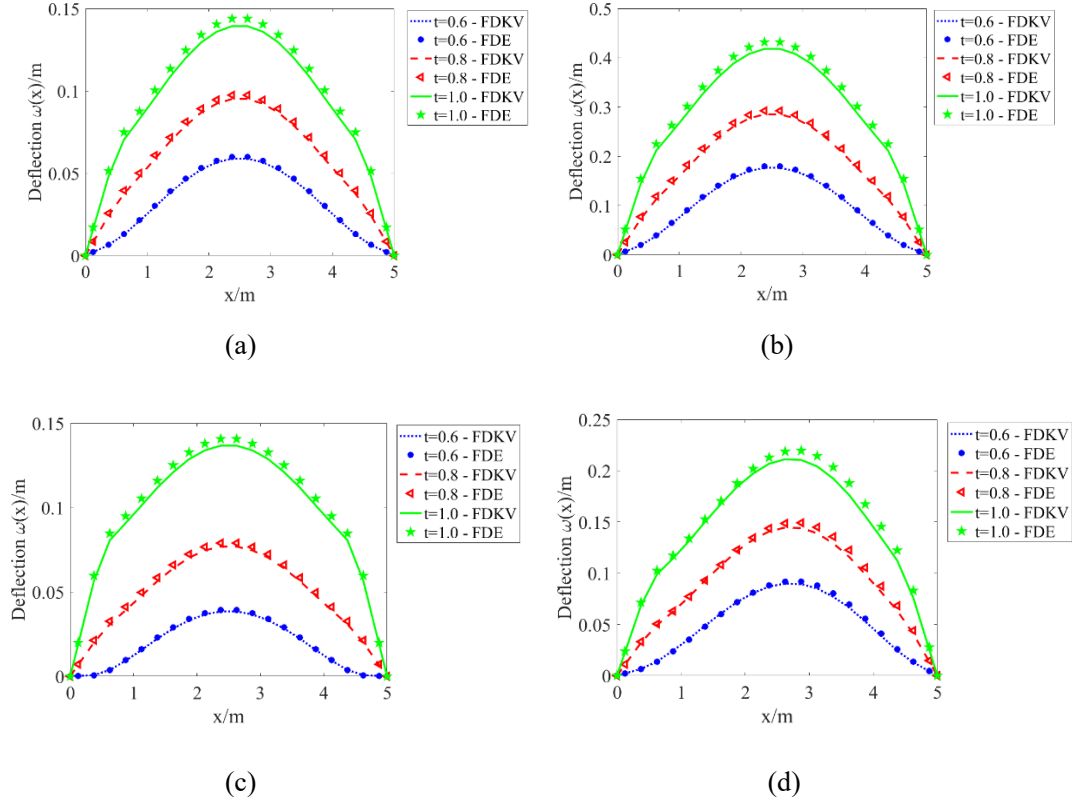 0.15
0.1
0.05
0
Deflection ω(x)/m
0 1 2 3 4 5
x/m
t=0.6 - FDKV
t=0.6 - FDE
t=0.8 - FDKV
t=0.8 - FDE
t=1.0 - FDKV
t=1.0 - FDE
(a)
0.5
0.4
0.3
0.2
0.1
0
Deflection ω(x)/m
0 1 2 3 4 5
x/m
t=0.6 - FDKV
t=0.6 - FDE
t=0.8 - FDKV
t=0.8 - FDE
t=1.0 - FDKV
t=1.0 - FDE
(b)
0.15
0.1
0.05
0
Deflection ω(x)/m
0 1 2 3 4 5
x/m
t=0.6 - FDKV
t=0.6 - FDE
t=0.8 - FDKV
t=0.8 - FDE
t=1.0 - FDKV
t=1.0 - FDE
(c)
0.25
0.2
0.15
0.1
0.05
0
Deflection ω(x)/m
0 1 2 3 4 5
x/m
t=0.6 - FDKV
t=0.6 - FDE
t=0.8 - FDKV
t=0.8 - FDE
t=1.0 - FDKV
t=1.0 - FDE
(d)